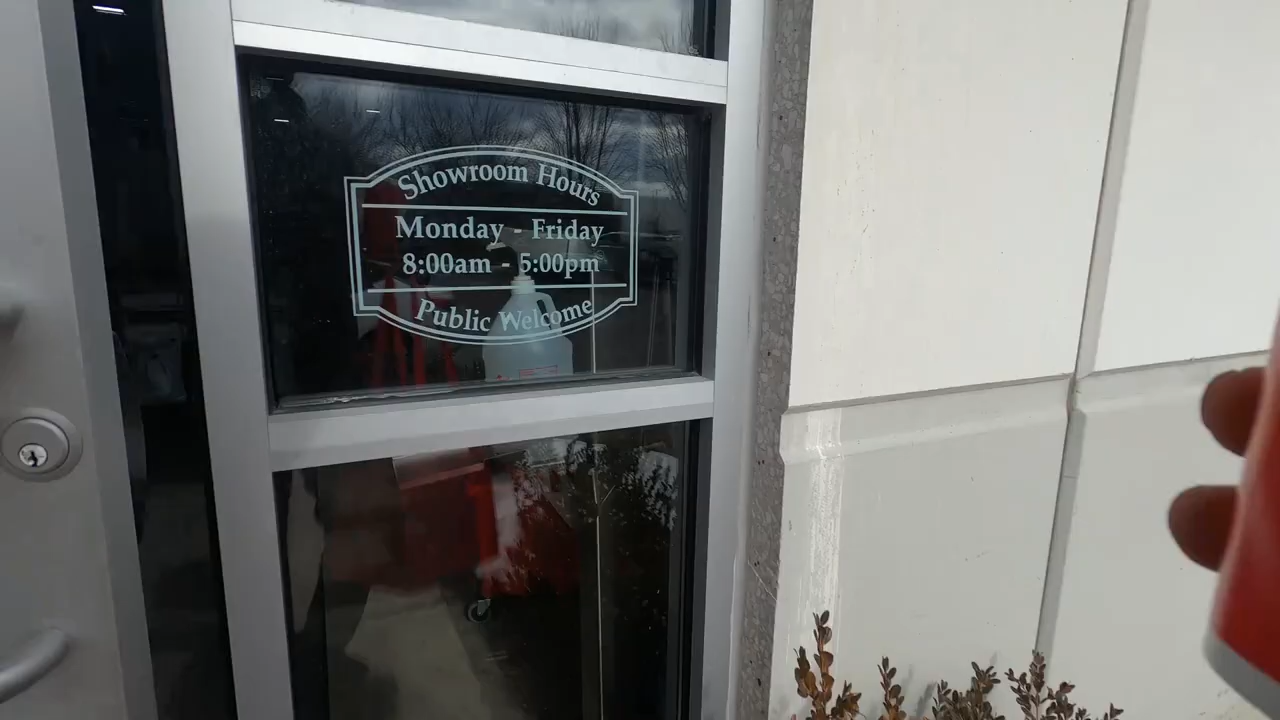 Showroom Hours
Monday - Friday
8:00am - 5:00pm
Public Welcome